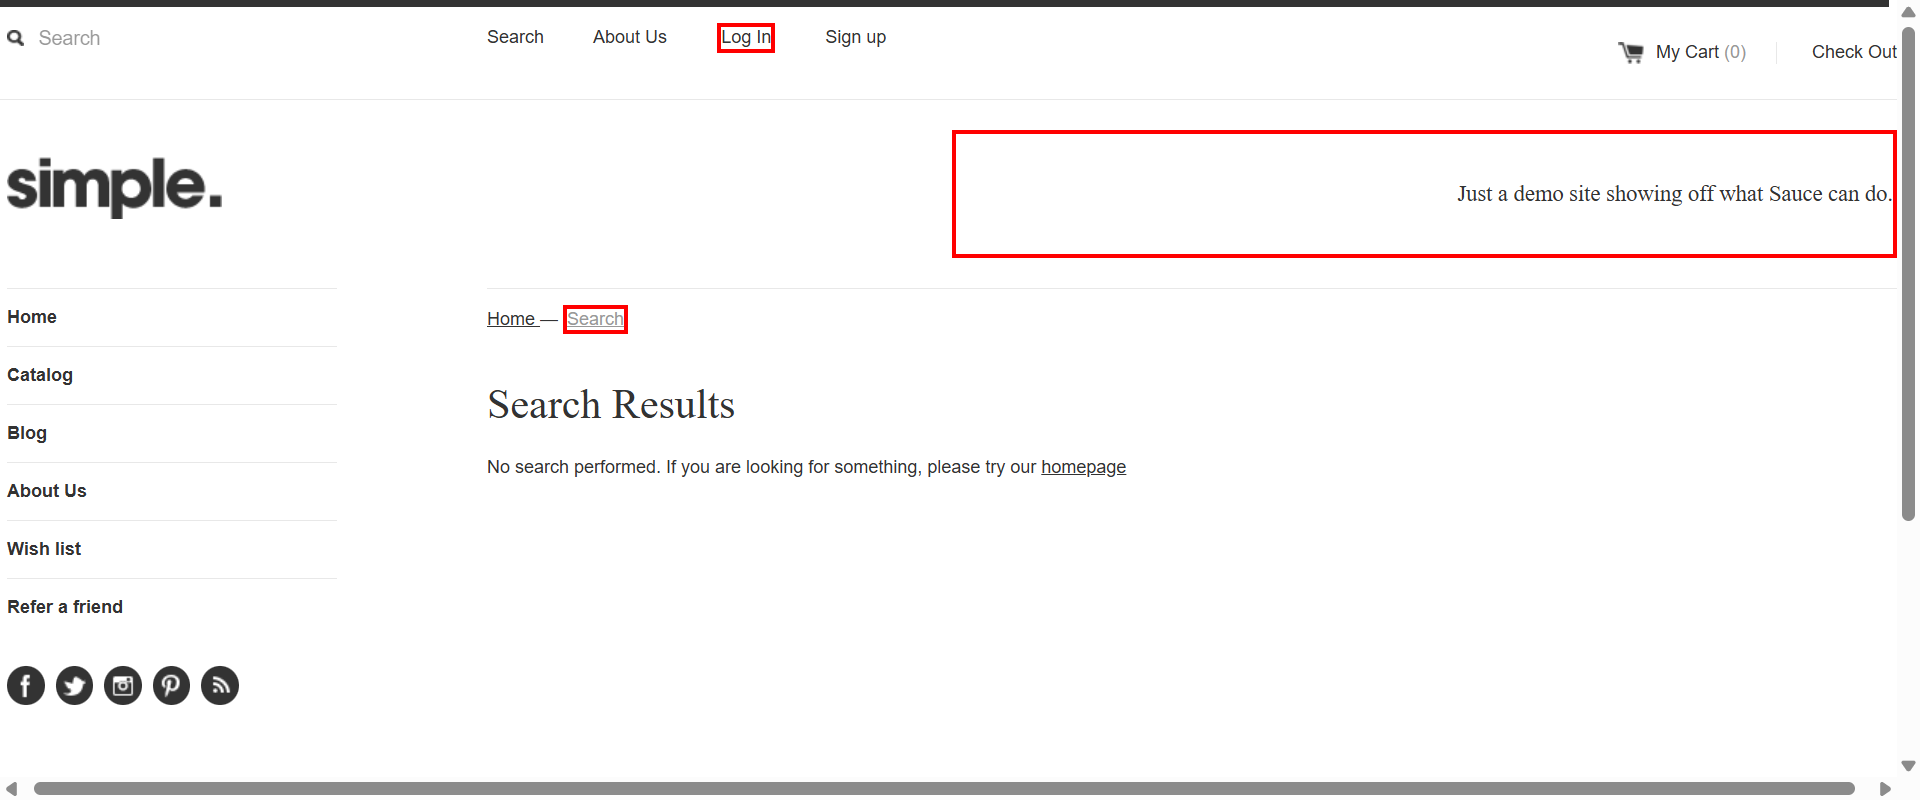 Search
Search About Us Log In Sign up
My Cart (0) Check Out
simple.
Just a demo site showing off what Sauce can do.
Home
Catalog
Blog
About Us
Wish list
Refer a friend
Home — Search
Search Results
No search performed. If you are looking for something, please try our homepage